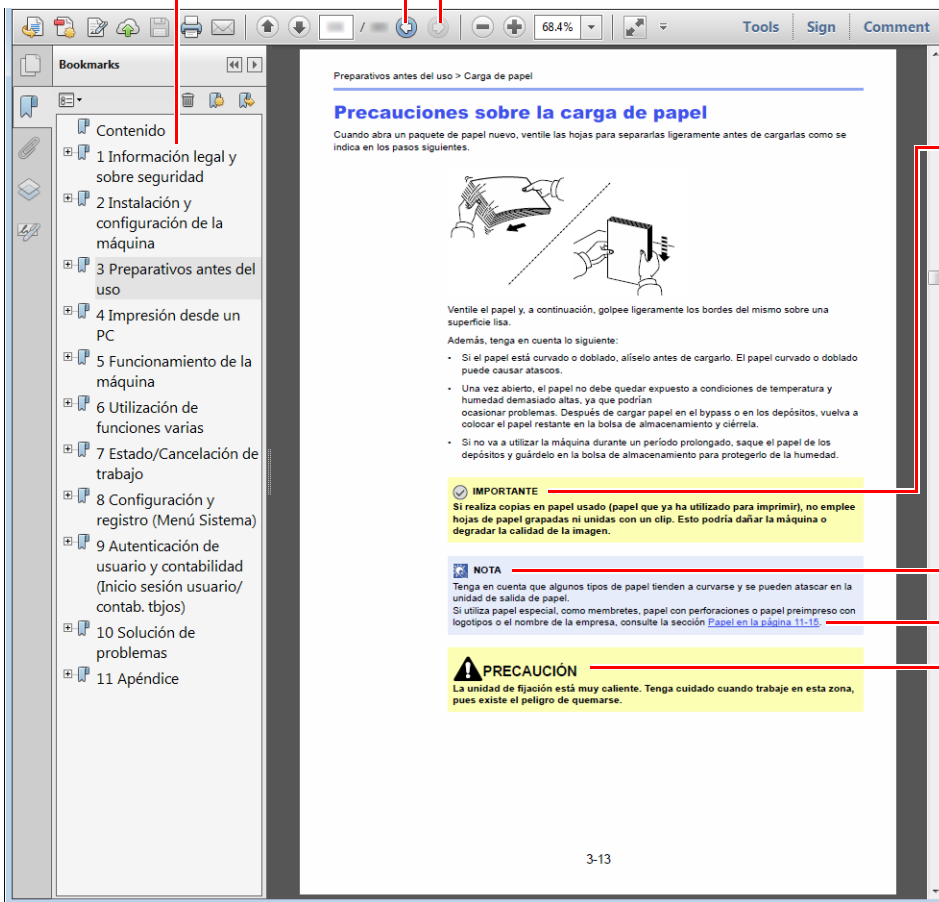 /
68.4%
Tools
Sign
Comment
Bookmarks
Contenido
1 Información legal y
sobre seguridad
2 Instalación y
configuración de la
máquina
3 Preparativos antes del
uso
4 Impresión desde un
PC
5 Funcionamiento de la
máquina
6 Utilización de
funciones varias
7 Estado/Cancelación de
trabajo
8 Configuración y
registro (Menú Sistema)
9 Autenticación de
usuario y contabilidad
(Inicio sesión usuario/
contab. tbjos)
10 Solución de
problemas
11 Apéndice
Preparativos antes del uso > Carga de papel
Precauciones sobre la carga de papel
Cuando abra un paquete de papel nuevo, ventile las hojas para separarlas ligeramente antes de cargarlas como se
indica en los pasos siguientes.
Ventile el papel y, a continuación, golpee ligeramente los bordes del mismo sobre una
superficie lisa.
Además, tenga en cuenta lo siguiente:
• Si el papel está curvado o doblado, alíselo antes de cargarlo. El papel curvado o doblado
puede causar atascos.
• Una vez abierto, el papel no debe quedar expuesto a condiciones de temperatura y
humedad demasiado altas, ya que podrían
ocasionar problemas. Después de cargar papel en el bypass o en los depósitos, vuelva a
colocar el papel restante en la bolsa de almacenamiento y ciérrela.
• Si no va a utilizar la máquina durante un período prolongado, saque el papel de los
depósitos y guárdelo en la bolsa de almacenamiento para protegerlo de la humedad.
IMPORTANTE
Si realiza copias en papel usado (papel que ya ha utilizado para imprimir), no emplee
hojas de papel grapadas ni unidas con un clip. Esto podría dañar la máquina o
degradar la calidad de la imagen.
NOTA
Tenga en cuenta que algunos tipos de papel tienden a curvarse y se pueden atascar en la
unidad de salida de papel.
Si utiliza papel especial, como membretes, papel con perforaciones o papel preimpreso con
logotipos o el nombre de la empresa, consulte la sección Papel en la página 11-15.
PRECAUCIÓN
La unidad de fijación está muy caliente. Tenga cuidado cuando trabaje en esta zona,
pues existe el peligro de quemarse.
3-13